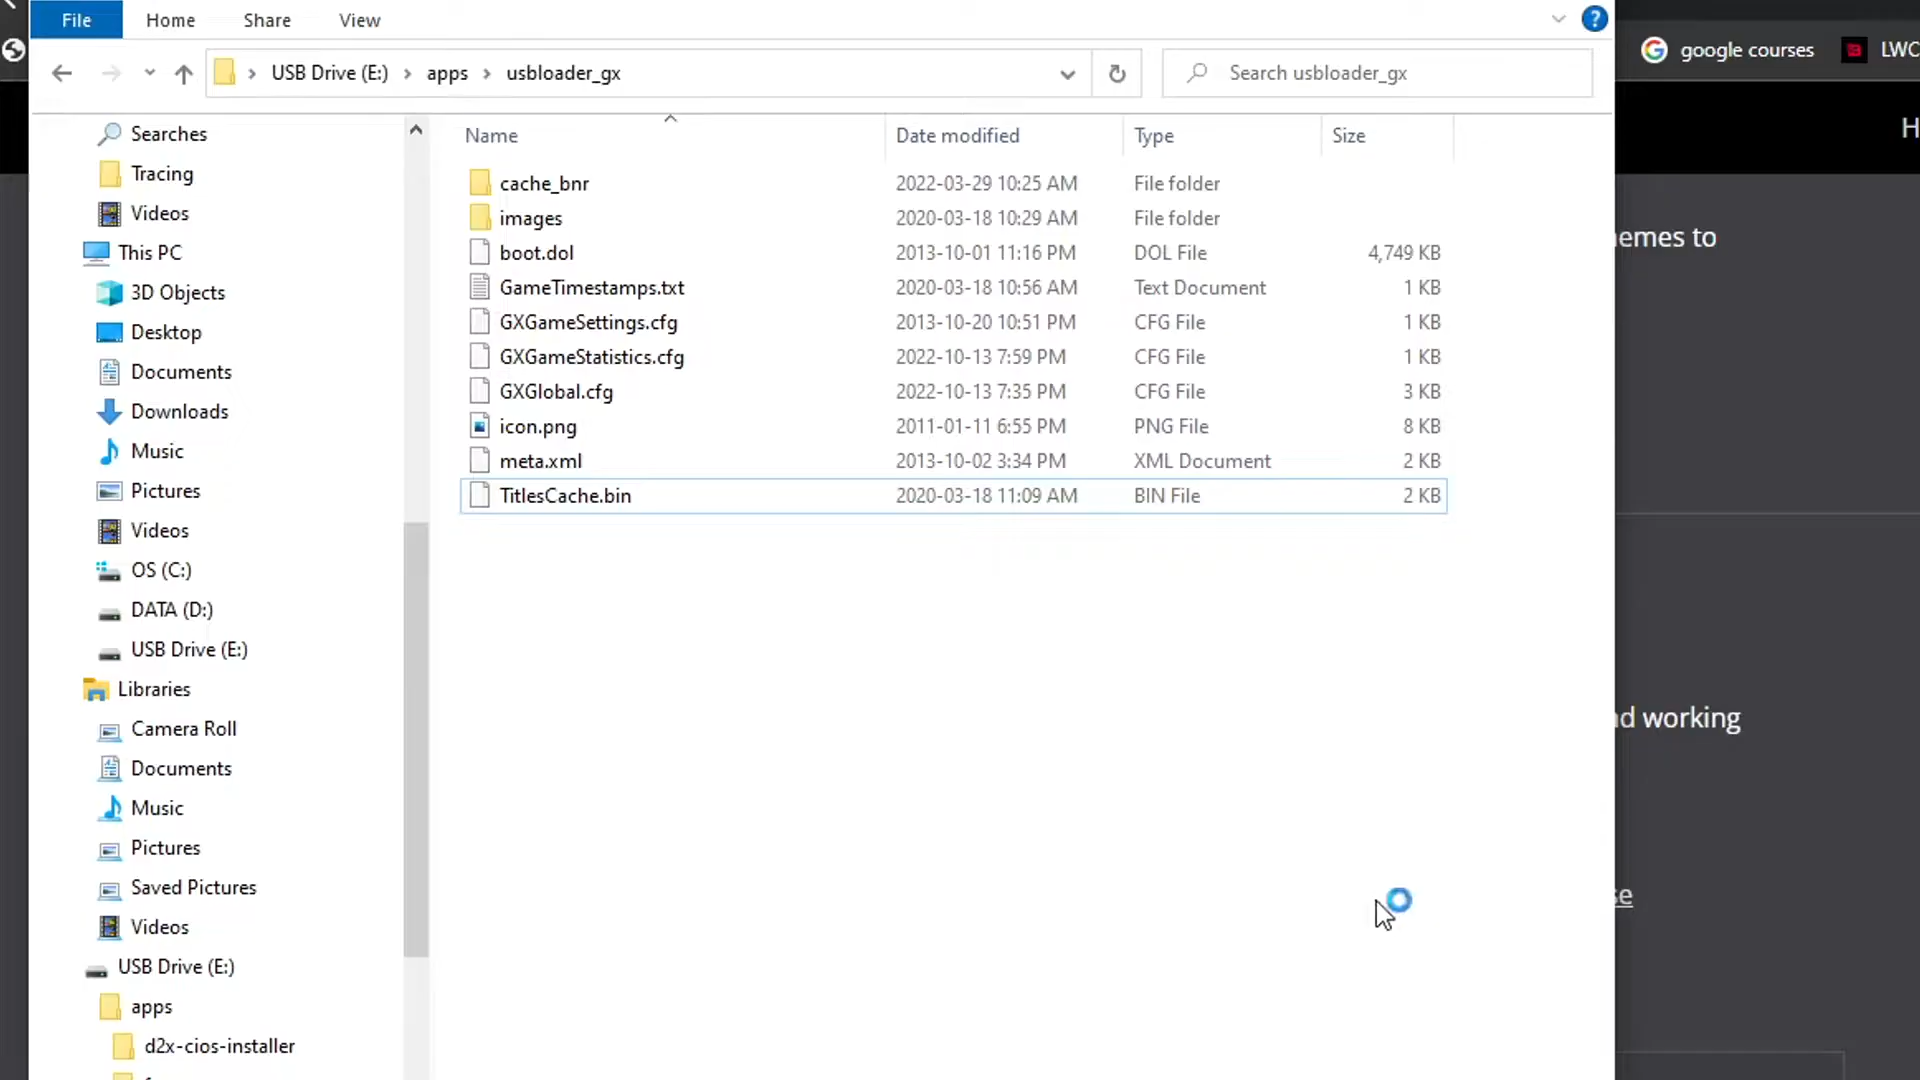 File Home Share View
google courses LWC
USB Drive (E:) apps usbloader_gx
Search usbloader_gx
Name Date modified Type Size
Searches
Tracing
Videos
This PC
3D Objects
Desktop
Documents
Downloads
Music
Pictures
Videos
OS (C:)
DATA (D:)
USB Drive (E:)
Libraries
Camera Roll
Documents
Music
Pictures
Saved Pictures
Videos
USB Drive (E:)
apps
d2x-cios-installer
cache_bnr 2022-03-29 10:25 AM File folder
images 2020-03-18 10:29 AM File folder
boot.dol 2013-10-01 11:16 PM DOL File 4,749 KB
GameTimestamps.txt 2020-03-18 10:56 AM Text Document 1 KB
GXGameSettings.cfg 2013-10-20 10:51 PM CFG File 1 KB
GXGameStatistics.cfg 2022-10-13 7:59 PM CFG File 1 KB
GXGlobal.cfg 2022-10-13 7:35 PM CFG File 3 KB
icon.png 2011-01-11 6:55 PM PNG File 8 KB
meta.xml 2013-10-02 3:34 PM XML Document 2 KB
TitlesCache.bin 2020-03-18 11:09 AM BIN File 2 KB
H
emes to
d working
se